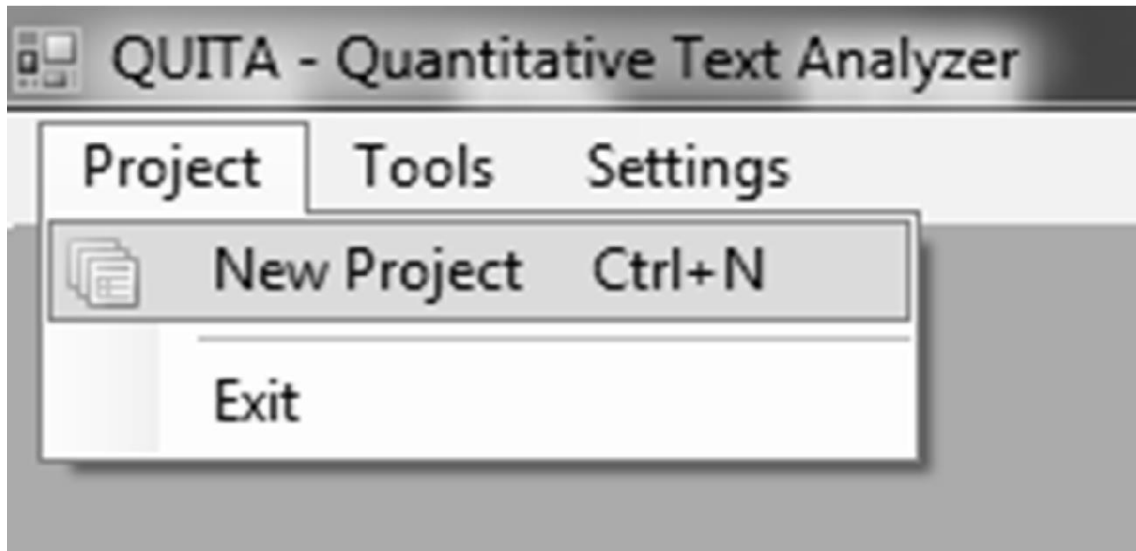 QUITA - Quantitative Text Analyzer
Project Tools Settings
New Project Ctrl+N
Exit